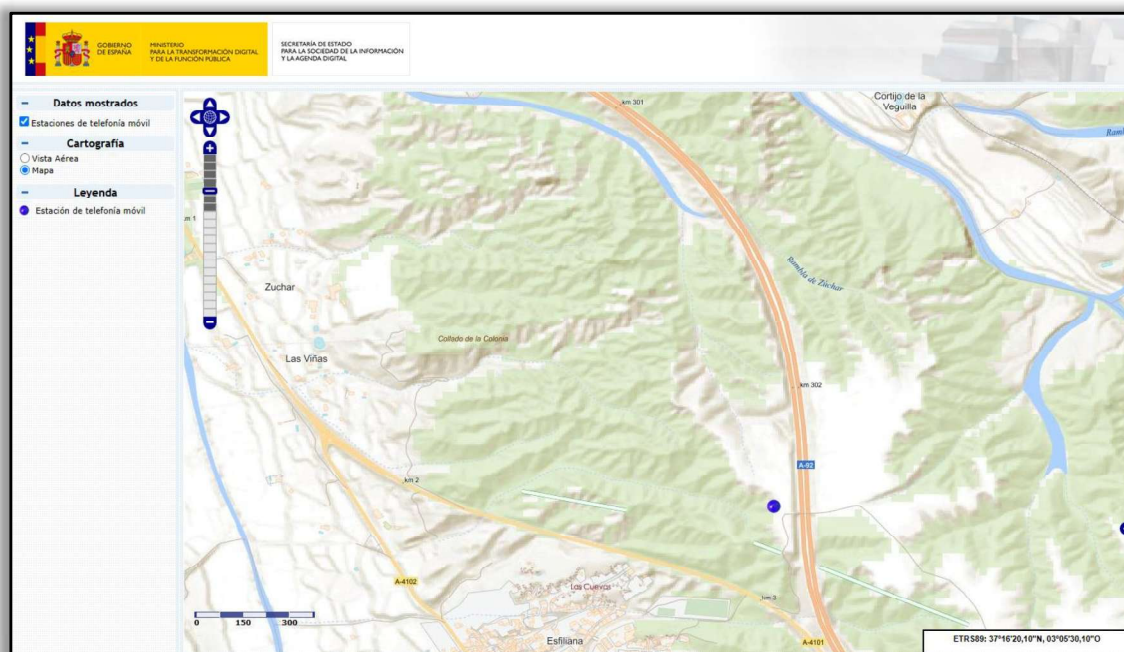 GOBIERNO
DE ESPAÑA
MINISTERIO
PARA LA TRANSFORMACIÓN DIGITAL
Y DE LA FUNCIÓN PÚBLICA
SECRETARÍA DE ESTADO
PARA LA SOCIEDAD DE LA INFORMACIÓN
Y LA AGENDA DIGITAL
Datos mostrados
Estaciones de telefonía móvil
Cartografía
Vista Aérea
Mapa
Leyenda
Estación de telefonía móvil
km 301
Cortijo de la
Veguilla
Ramb
km 1
Rambla de Zúchar
Zuchar
Collado de la Colonia
Las Viñas
km 302
A-92
km 2
A-4102
Las Cuevas
km 3
0 150 300
Esfiliana
A-4101
ETRS89: 37°16'20,10"N, 03°05'30,10"O